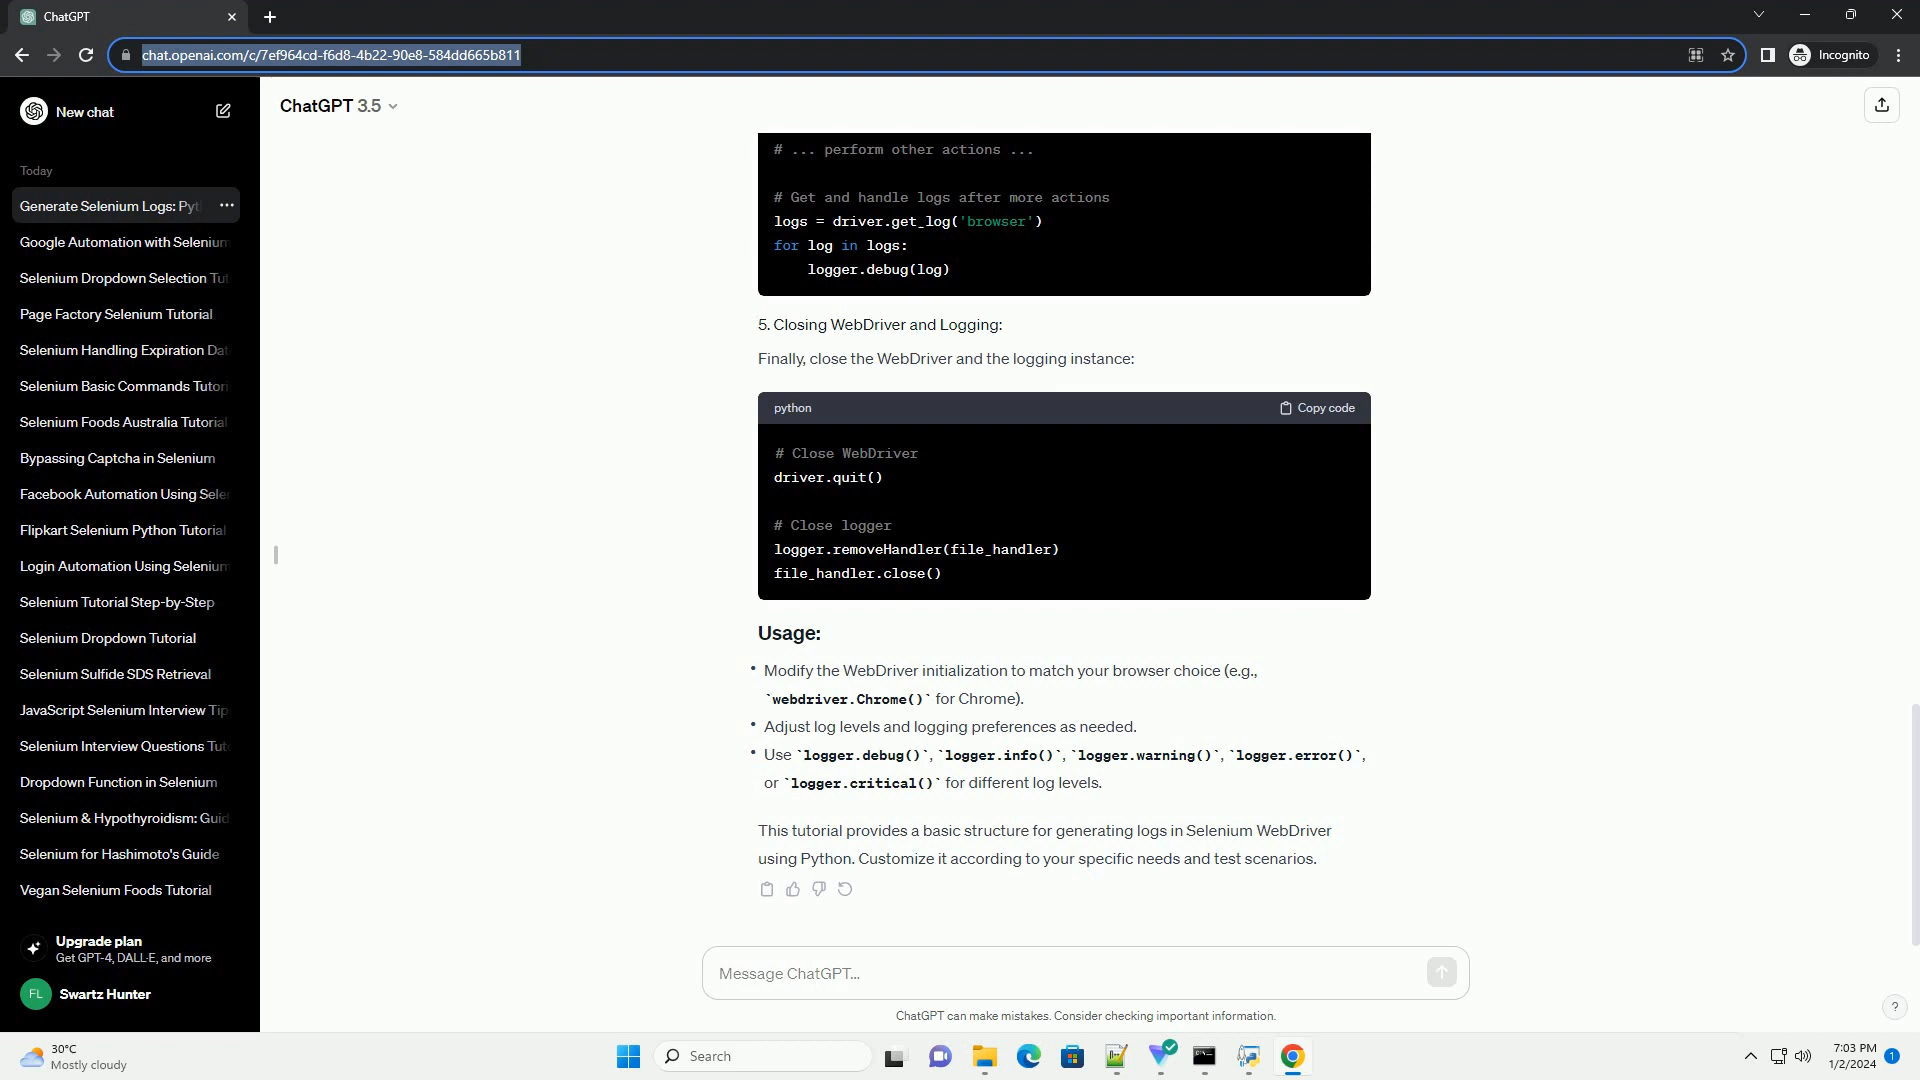 ChatGPT
chat.openai.com/c/7ef964cd-f6d8-4b22-90e8-584dd665b811
Incognito
New chat
ChatGPT 3.5
Today
Generate Selenium Logs: Pyt
Google Automation with Selenium
Selenium Dropdown Selection Tut
Page Factory Selenium Tutorial
Selenium Handling Expiration Dat
Selenium Basic Commands Tutori
Selenium Foods Australia Tutorial
Bypassing Captcha in Selenium
Facebook Automation Using Selen
Flipkart Selenium Python Tutorial
Login Automation Using Selenium
Selenium Tutorial Step-by-Step
Selenium Dropdown Tutorial
Selenium Sulfide SDS Retrieval
JavaScript Selenium Interview Tip
Selenium Interview Questions Tuto
Dropdown Function in Selenium
Selenium & Hypothyroidism: Guid
Selenium for Hashimoto's Guide
Vegan Selenium Foods Tutorial
Upgrade plan
Get GPT-4, DALL·E, and more
FL
Swartz Hunter
# ... perform other actions ...
# Get and handle logs after more actions
logs = driver.get_log('browser')
for log in logs:
    logger.debug(log)
5. Closing WebDriver and Logging:
Finally, close the WebDriver and the logging instance:
python
Copy code
# Close WebDriver
driver.quit()
# Close logger
logger.removeHandler(file_handler)
file_handler.close()
Usage:
• Modify the WebDriver initialization to match your browser choice (e.g.,
`webdriver.Chrome()` for Chrome).
• Adjust log levels and logging preferences as needed.
• Use `logger.debug()`, `logger.info()`, `logger.warning()`, `logger.error()`,
or `logger.critical()` for different log levels.
This tutorial provides a basic structure for generating logs in Selenium WebDriver
using Python. Customize it according to your specific needs and test scenarios.
Message ChatGPT...
ChatGPT can make mistakes. Consider checking important information.
?
30°C
Mostly cloudy
Search
7:03 PM
1/2/2024
1